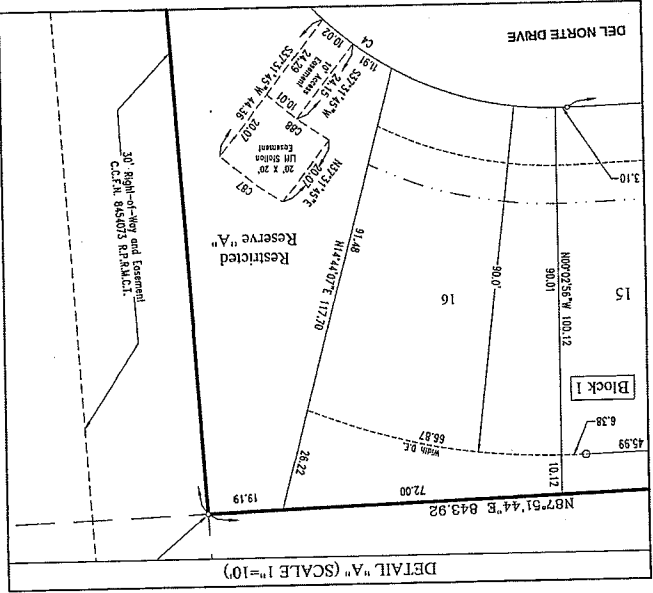 DETAIL "A" (SCALE 1"=10')
N87°51'44"E 843.92
10.12
72.00
19.19
45.99
6.38
Width D.E.
66.87
26.22
Block 1
15
N00°02'56"W 100.12
90.01
16
90.0'
N14°44'07"E 117.70
91.48
Restricted
Reserve "A"
30' Right-of-Way and Easement
C.C.F.N. 8454073 R.P.R.M.C.T.
N37°31'45"E
20.07
C87
20' X 20'
Lift Station
Easement
C88
10.01
20.07
S37°31'45"W 44.36
24.29
10' Access
Easement
24.15
S37°31'45"W
10.02
3.10
11.91
C4
DEL NORTE DRIVE